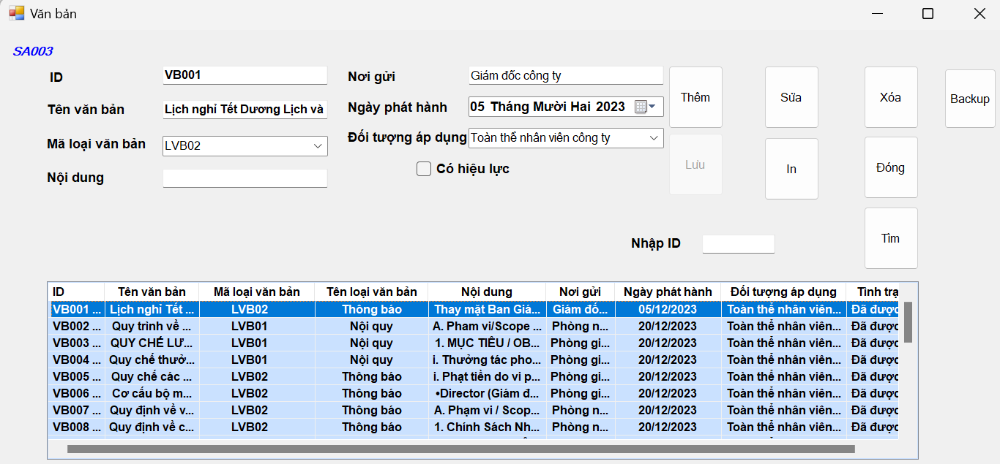 Văn bản
SA003
ID VB001 Nơi gửi Giám đốc công ty
Tên văn bản Lịch nghỉ Tết Dương Lịch và Ngày phát hành 05 Tháng Mười Hai 2023
Mã loại văn bản LVB02 Đối tượng áp dụng Toàn thể nhân viên công ty
Nội dung Có hiệu lực
Thêm Sửa Xóa Backup
Lưu In Đóng
Nhập ID Tìm
ID Tên văn bản Mã loại văn bản Tên loại văn bản Nội dung Nơi gửi Ngày phát hành Đối tượng áp dụng Tình trạ
VB001 ... Lịch nghỉ Tết ... LVB02 Thông báo Thay mặt Ban Giá... Giám đố... 05/12/2023 Toàn thể nhân viên... Đã được
VB002 ... Quy trình về ... LVB01 Nội quy A. Pham vi/Scope ... Phòng n... 20/12/2023 Toàn thể nhân viên... Đã được
VB003 ... QUY CHẾ LƯ... LVB01 Nội quy 1. MỤC TIÊU / OB... Phòng gi... 20/12/2023 Toàn thể nhân viên... Đã được
VB004 ... Quy chế thưở... LVB01 Nội quy i. Thưởng tác pho... Phòng gi... 20/12/2023 Toàn thể nhân viên... Đã được
VB005 ... Quy chế các ... LVB02 Thông báo i. Phạt tiền do vi p... Phòng gi... 20/12/2023 Toàn thể nhân viên... Đã được
VB006 ... Cơ cấu bộ m... LVB02 Thông báo •Director (Giám đ... Phòng gi... 20/12/2023 Toàn thể nhân viên... Đã được
VB007 ... Quy định về v... LVB02 Thông báo A. Phạm vi / Scop... Phòng n... 20/12/2023 Toàn thể nhân viên... Đã được
VB008 ... Quy định về c... LVB02 Thông báo 1. Chính Sách Nh... Phòng n... 20/12/2023 Toàn thể nhân viên... Đã được